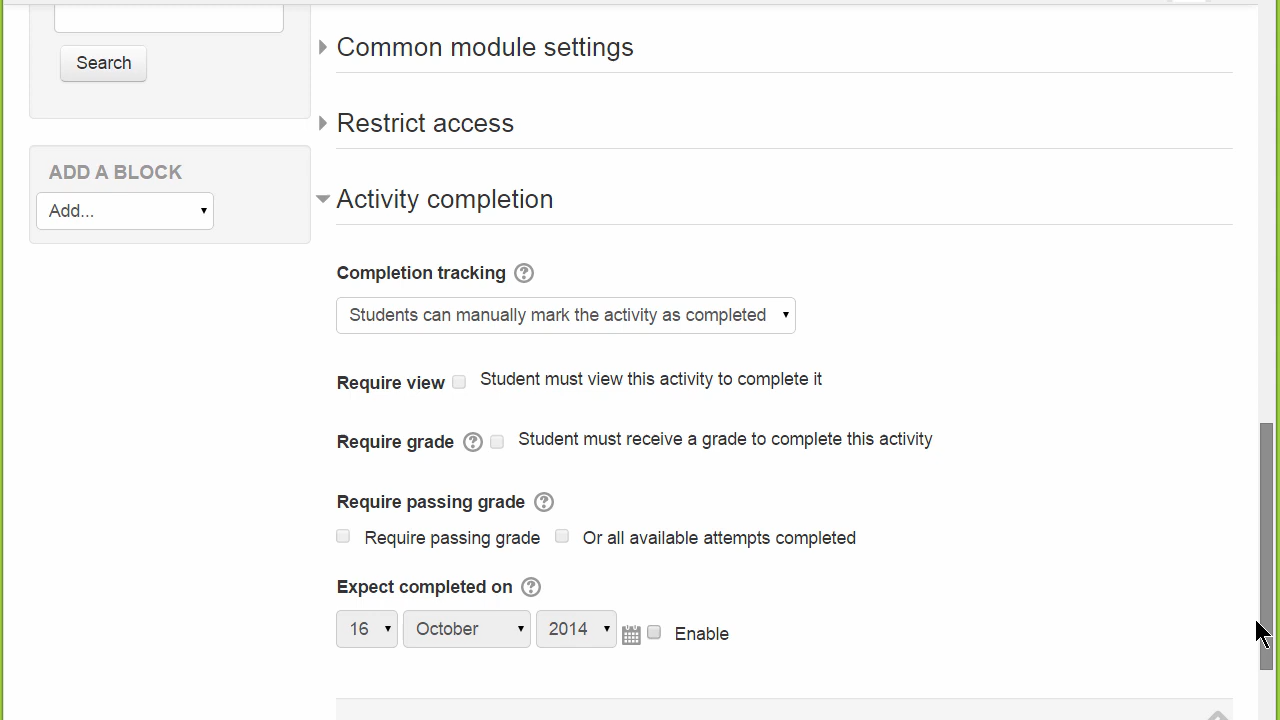 Search
ADD A BLOCK
Add...
Common module settings
Restrict access
Activity completion
Completion tracking
Students can manually mark the activity as completed
Require view Student must view this activity to complete it
Require grade Student must receive a grade to complete this activity
Require passing grade
Require passing grade Or all available attempts completed
Expect completed on
16 October 2014 Enable